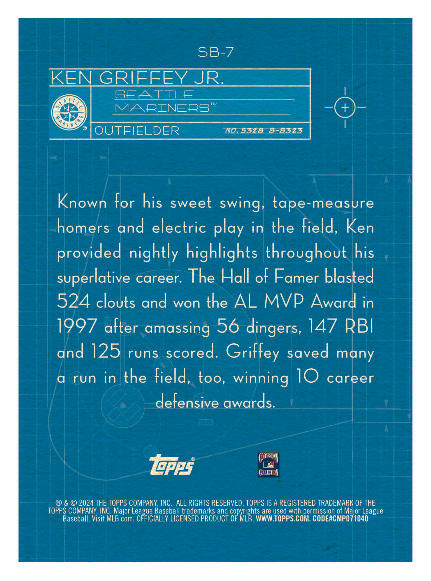 SB-7
KEN GRIFFEY JR.
SEATTLE
MARINERS™
OUTFIELDER
NO. 5328 8-8323
Known for his sweet swing, tape-measure
homers and electric play in the field, Ken
provided nightly highlights throughout his
superlative career. The Hall of Famer blasted
524 clouts and won the AL MVP Award in
1997 after amassing 56 dingers, 147 RBI
and 125 runs scored. Griffey saved many
a run in the field, too, winning 10 career
defensive awards.
Topps
® & © 2024 THE TOPPS COMPANY, INC. ALL RIGHTS RESERVED. TOPPS IS A REGISTERED TRADEMARK OF THE
TOPPS COMPANY, INC. Major League Baseball trademarks and copyrights are used with permission of Major League
Baseball. Visit MLB.com. OFFICIALLY LICENSED PRODUCT OF MLB. WWW.TOPPS.COM. CODE#CMP071040